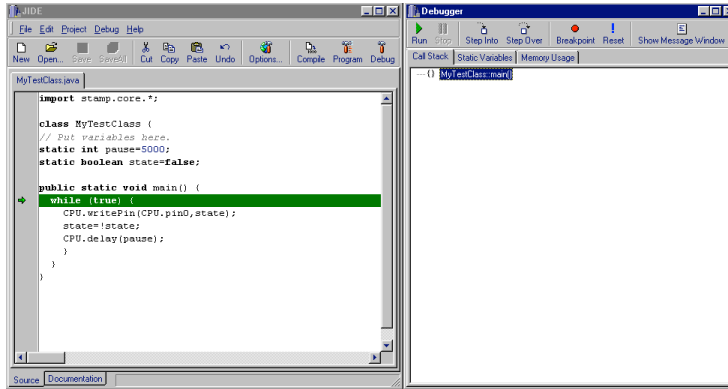 JIDE
File Edit Project Debug Help
New Open... Save SaveAll Cut Copy Paste Undo Options... Compile Program Debug
MyTestClass.java
import stamp.core.*;
class MyTestClass {
// Put variables here.
static int pause=5000;
static boolean state=false;
public static void main() {
while (true) {
CPU.writePin(CPU.pin0,state);
state=!state;
CPU.delay(pause);
}
}
}
Source Documentation
Debugger
Run Stop Step Into Step Over Breakpoint Reset Show Message Window
Call Stack Static Variables Memory Usage
{} MyTestClass::main()